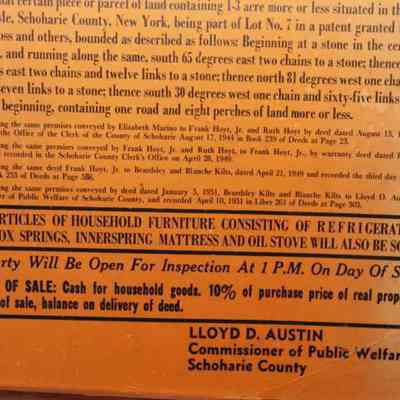 certain piece or parcel of land containing 1-3 acre more or less situated in the
Schoharie County, New York, being part of Lot No. 7 in a patent granted
oss and others, bounded as described as follows: Beginning at a stone in the cen
and running along the same, south 65 degrees east two chains to a stone; thence
east two chains and twelve links to a stone; thence north 81 degrees west one chain
seven links to a stone; thence south 30 degrees west one chain and sixty-five links
beginning, containing one road and eight perches of land more or less.
ing the same premises conveyed by Elizabeth Marino to Frank Hoyt, Jr. and Ruth Hoyt by deed dated August 15,
the Office of the Clerk of the County of Schoharie August 17, 1944 in Book 239 of Deeds at Page 23.
ing the same premises conveyed by Frank Hoyt, Jr. and Ruth Hoyt, to Frank Hoyt, Jr., by warranty deed dated
recorded in the Schoharie County Clerk's Office on April 28, 1949.
ing the same deed Frank Hoyt, Jr. to Beardsley and Blanche Kilts, dated April 21, 1949 and recorded the third day
253 of Deeds at Page 586.
ing the same premises conveyed by deed dated January 5, 1951, Beardsley Kilts and Blanche Kilts to Lloyd D. Au
of Public Welfare of Schoharie County, and recorded April 10, 1951 in Liber 261 of Deeds at Page 303.
ARTICLES OF HOUSEHOLD FURNITURE CONSISTING OF REFRIGERAT
OX SPRINGS, INNERSPRING MATTRESS AND OIL STOVE WILL ALSO BE SO
erty Will Be Open For Inspection At 1 P.M. On Day Of S
OF SALE: Cash for household goods. 10% of purchase price of real prop
of sale, balance on delivery of deed.
LLOYD D. AUSTIN
Commissioner of Public Welfar
Schoharie County